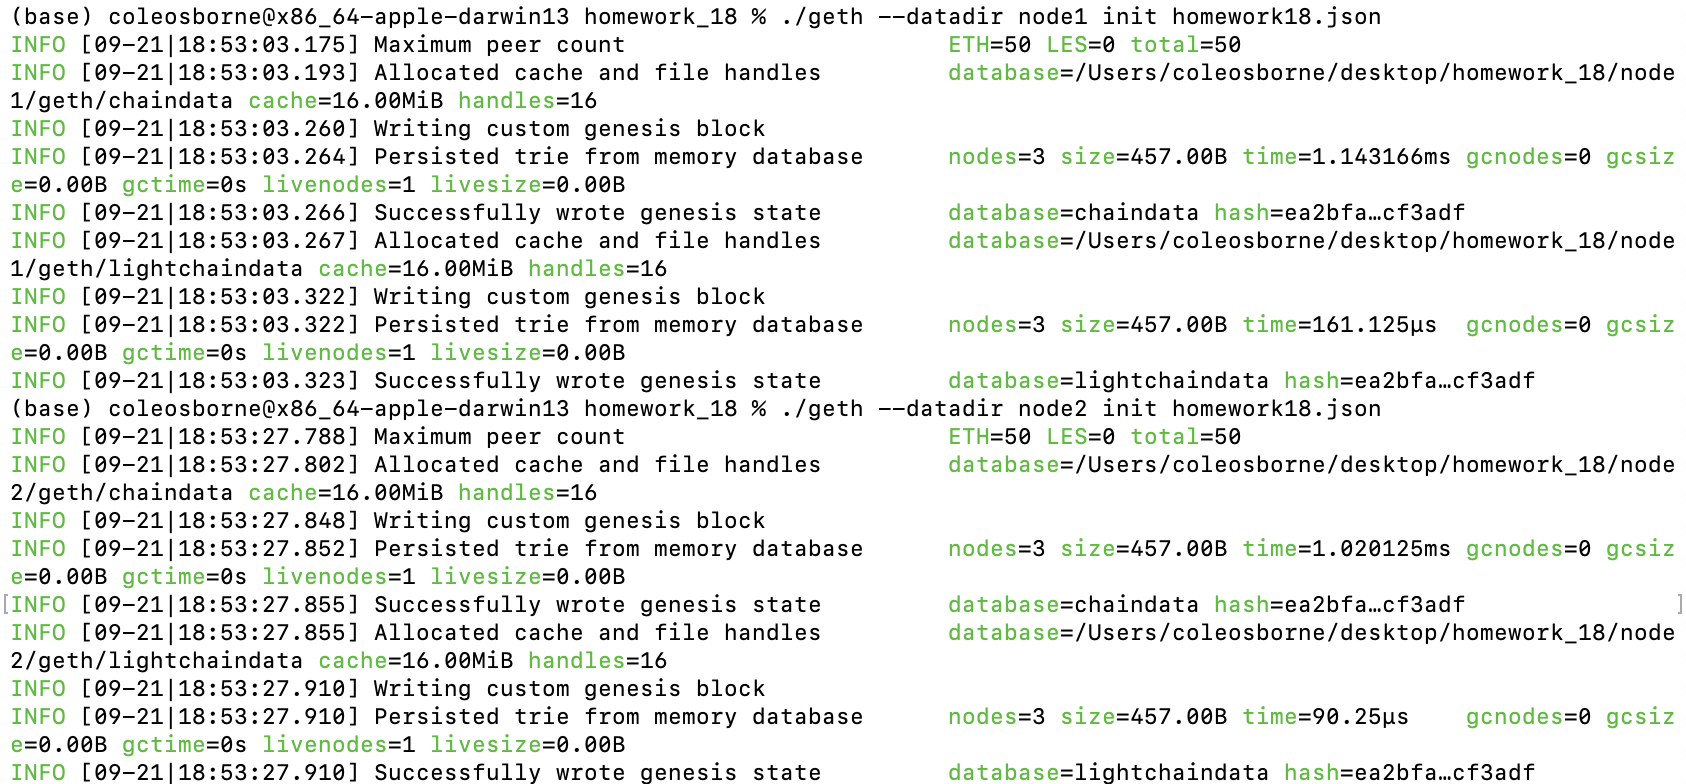 (base) coleosborne@x86_64-apple-darwin13 homework_18 % ./geth --datadir node1 init homework18.json
INFO [09-21|18:53:03.175] Maximum peer count                       ETH=50 LES=0 total=50
INFO [09-21|18:53:03.193] Allocated cache and file handles         database=/Users/coleosborne/desktop/homework_18/node
1/geth/chaindata cache=16.00MiB handles=16
INFO [09-21|18:53:03.260] Writing custom genesis block
INFO [09-21|18:53:03.264] Persisted trie from memory database      nodes=3 size=457.00B time=1.143166ms gcnodes=0 gcsiz
e=0.00B gctime=0s livenodes=1 livesize=0.00B
INFO [09-21|18:53:03.266] Successfully wrote genesis state         database=chaindata hash=ea2bfa…cf3adf
INFO [09-21|18:53:03.267] Allocated cache and file handles         database=/Users/coleosborne/desktop/homework_18/node
1/geth/lightchaindata cache=16.00MiB handles=16
INFO [09-21|18:53:03.322] Writing custom genesis block
INFO [09-21|18:53:03.322] Persisted trie from memory database      nodes=3 size=457.00B time=161.125µs  gcnodes=0 gcsiz
e=0.00B gctime=0s livenodes=1 livesize=0.00B
INFO [09-21|18:53:03.323] Successfully wrote genesis state         database=lightchaindata hash=ea2bfa…cf3adf
(base) coleosborne@x86_64-apple-darwin13 homework_18 % ./geth --datadir node2 init homework18.json
INFO [09-21|18:53:27.788] Maximum peer count                       ETH=50 LES=0 total=50
INFO [09-21|18:53:27.802] Allocated cache and file handles         database=/Users/coleosborne/desktop/homework_18/node
2/geth/chaindata cache=16.00MiB handles=16
INFO [09-21|18:53:27.848] Writing custom genesis block
INFO [09-21|18:53:27.852] Persisted trie from memory database      nodes=3 size=457.00B time=1.020125ms gcnodes=0 gcsiz
e=0.00B gctime=0s livenodes=1 livesize=0.00B
[INFO [09-21|18:53:27.855] Successfully wrote genesis state         database=chaindata hash=ea2bfa…cf3adf ]
INFO [09-21|18:53:27.855] Allocated cache and file handles         database=/Users/coleosborne/desktop/homework_18/node
2/geth/lightchaindata cache=16.00MiB handles=16
INFO [09-21|18:53:27.910] Writing custom genesis block
INFO [09-21|18:53:27.910] Persisted trie from memory database      nodes=3 size=457.00B time=90.25µs    gcnodes=0 gcsiz
e=0.00B gctime=0s livenodes=1 livesize=0.00B
INFO [09-21|18:53:27.910] Successfully wrote genesis state         database=lightchaindata hash=ea2bfa…cf3adf